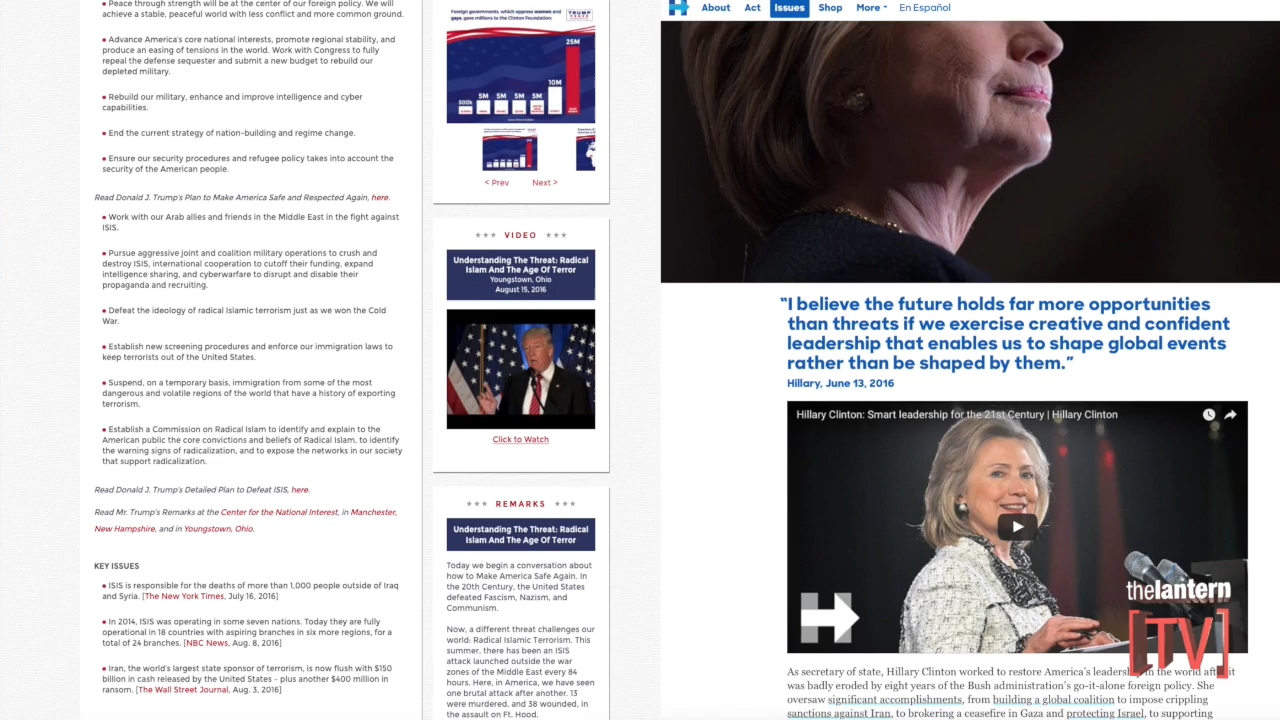 Peace through strength will be at the center of our foreign policy. We
will achieve a stable, peaceful world with less conflict and more common ground.
Advance America's core national interests, promote regional stability, and
produce an easing of tensions in the world. Work with Congress to fully
repeal the defense sequester and submit a new budget to rebuild our
depleted military.
Rebuild our military, enhance and improve intelligence and cyber
capabilities.
End the current strategy of nation-building and regime change.
Ensure our security procedures and refugee policy takes into account the
security of the American people.
Read Donald J. Trump's Plan to Make America Safe and Respected Again, here.
Work with our Arab allies and friends in the Middle East in the fight against
ISIS.
Pursue aggressive joint and coalition military operations to crush and
destroy ISIS, international cooperation to cutoff their funding, expand
intelligence sharing, and cyberwarfare to disrupt and disable their
propaganda and recruiting.
Defeat the ideology of radical Islamic terrorism just as we won the Cold
War.
Establish new screening procedures and enforce our immigration laws to
keep terrorists out of the United States.
Suspend, on a temporary basis, immigration from some of the most
dangerous and volatile regions of the world that have a history of exporting
terrorism.
Establish a Commission on Radical Islam to identify and explain to the
American public the core convictions and beliefs of Radical Islam, to identify
the warning signs of radicalization, and to expose the networks in our society
that support radicalization.
Read Donald J. Trump's Detailed Plan to Defeat ISIS, here.
Read Mr. Trump's Remarks at the Center for the National Interest, in Manchester,
New Hampshire, and in Youngstown, Ohio.
KEY ISSUES
ISIS is responsible for the deaths of more than 1,000 people outside of Iraq
and Syria. [The New York Times, July 16, 2016]
In 2014, ISIS was operating in some seven nations. Today they are fully
operational in 18 countries with aspiring branches in six more regions, for a
total of 24 branches. [NBC News, Aug. 8, 2016]
Iran, the world's largest state sponsor of terrorism, is now flush with $150
billion in cash released by the United States – plus another $400 million in
ransom. [The Wall Street Journal, Aug. 3, 2016]
Foreign governments, which oppress women and
gays, gave millions to the Clinton Foundation
TRUMP
500k
5M
5M
5M
5M
10M
25M
< Prev
Next >
VIDEO
Understanding The Threat: Radical
Islam And The Age Of Terror
Youngstown, Ohio
August 15, 2016
Click to Watch
REMARKS
Understanding The Threat: Radical
Islam And The Age Of Terror
Today we begin a conversation about
how to Make America Safe Again. In
the 20th Century, the United States
defeated Fascism, Nazism, and
Communism.
Now, a different threat challenges our
world: Radical Islamic Terrorism. This
summer, there has been an ISIS
attack launched outside the war
zones of the Middle East every 84
hours. Here, in America, we have seen
one brutal attack after another. 13
were murdered, and 38 wounded, in
the assault on Ft. Hood.
H
About
Act
Issues
Shop
More
En Español
"I believe the future holds far more opportunities
than threats if we exercise creative and confident
leadership that enables us to shape global events
rather than be shaped by them."
Hillary, June 13, 2016
Hillary Clinton: Smart leadership for the 21st Century | Hillary Clinton
H
thelantern
[TV]
As secretary of state, Hillary Clinton worked to restore America's leadership in the world after it
was badly eroded by eight years of the Bush administration's go-it-alone foreign policy. She
oversaw significant accomplishments, from building a global coalition to impose crippling
sanctions against Iran, to brokering a ceasefire in Gaza and protecting Israel, to supporting